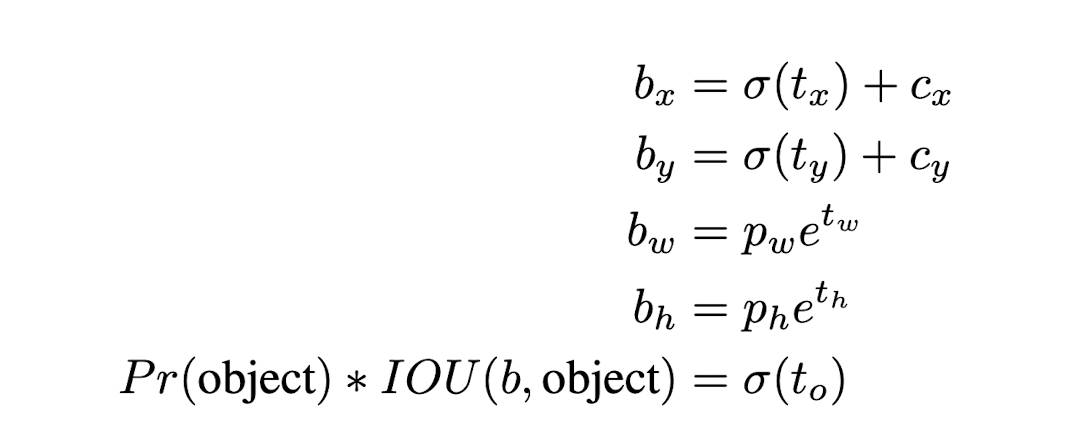 b_x = σ(t_x) + c_x
b_y = σ(t_y) + c_y
b_w = p_w e^{t_w}
b_h = p_h e^{t_h}
Pr(object) * IOU(b, object) = σ(t_o)